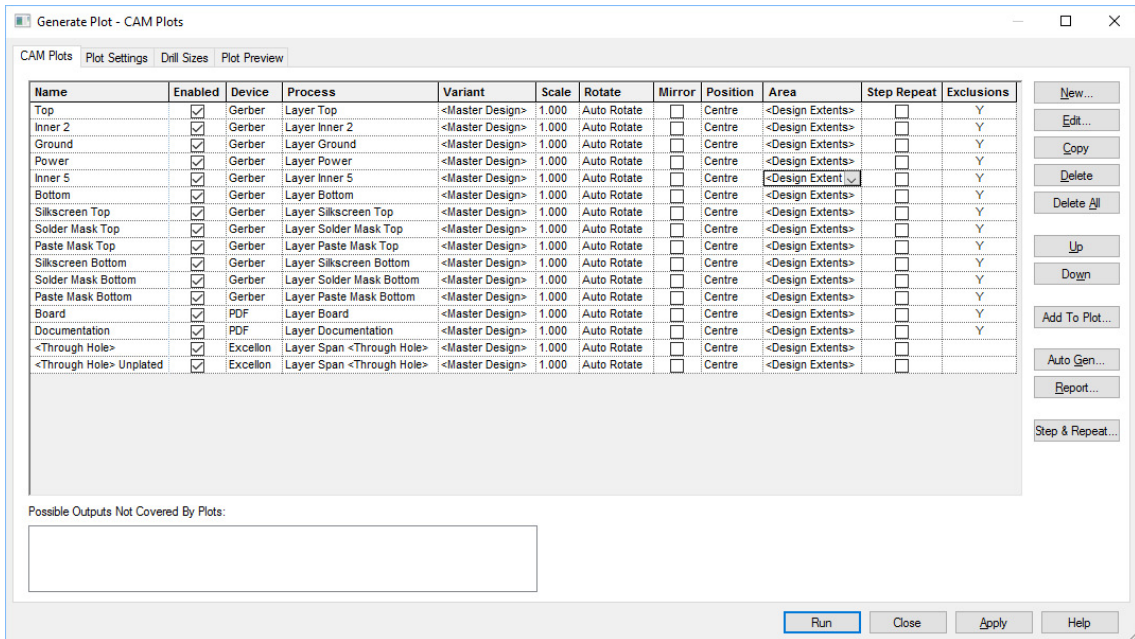 Generate Plot - CAM Plots
CAM Plots Plot Settings Drill Sizes Plot Preview
Name Enabled Device Process Variant Scale Rotate Mirror Position Area Step Repeat Exclusions New...
Top Gerber Layer Top <Master Design> 1.000 Auto Rotate Centre <Design Extents> Y
Inner 2 Gerber Layer Inner 2 <Master Design> 1.000 Auto Rotate Centre <Design Extents> Y Edit...
Ground Gerber Layer Ground <Master Design> 1.000 Auto Rotate Centre <Design Extents> Y Copy
Power Gerber Layer Power <Master Design> 1.000 Auto Rotate Centre <Design Extents> Y
Inner 5 Gerber Layer Inner 5 <Master Design> 1.000 Auto Rotate Centre <Design Extent Y Delete
Bottom Gerber Layer Bottom <Master Design> 1.000 Auto Rotate Centre <Design Extents> Y Delete All
Silkscreen Top Gerber Layer Silkscreen Top <Master Design> 1.000 Auto Rotate Centre <Design Extents> Y
Solder Mask Top Gerber Layer Solder Mask Top <Master Design> 1.000 Auto Rotate Centre <Design Extents> Y
Paste Mask Top Gerber Layer Paste Mask Top <Master Design> 1.000 Auto Rotate Centre <Design Extents> Y Up
Silkscreen Bottom Gerber Layer Silkscreen Bottom <Master Design> 1.000 Auto Rotate Centre <Design Extents> Y
Solder Mask Bottom Gerber Layer Solder Mask Bottom <Master Design> 1.000 Auto Rotate Centre <Design Extents> Y Down
Paste Mask Bottom Gerber Layer Paste Mask Bottom <Master Design> 1.000 Auto Rotate Centre <Design Extents> Y
Board PDF Layer Board <Master Design> 1.000 Auto Rotate Centre <Design Extents> Y Add To Plot...
Documentation PDF Layer Documentation <Master Design> 1.000 Auto Rotate Centre <Design Extents> Y
<Through Hole> Excellon Layer Span <Through Hole> <Master Design> 1.000 Auto Rotate Centre <Design Extents>
<Through Hole> Unplated Excellon Layer Span <Through Hole> <Master Design> 1.000 Auto Rotate Centre <Design Extents> Auto Gen...
Report...
Step & Repeat...
Possible Outputs Not Covered By Plots:
Run Close Apply Help